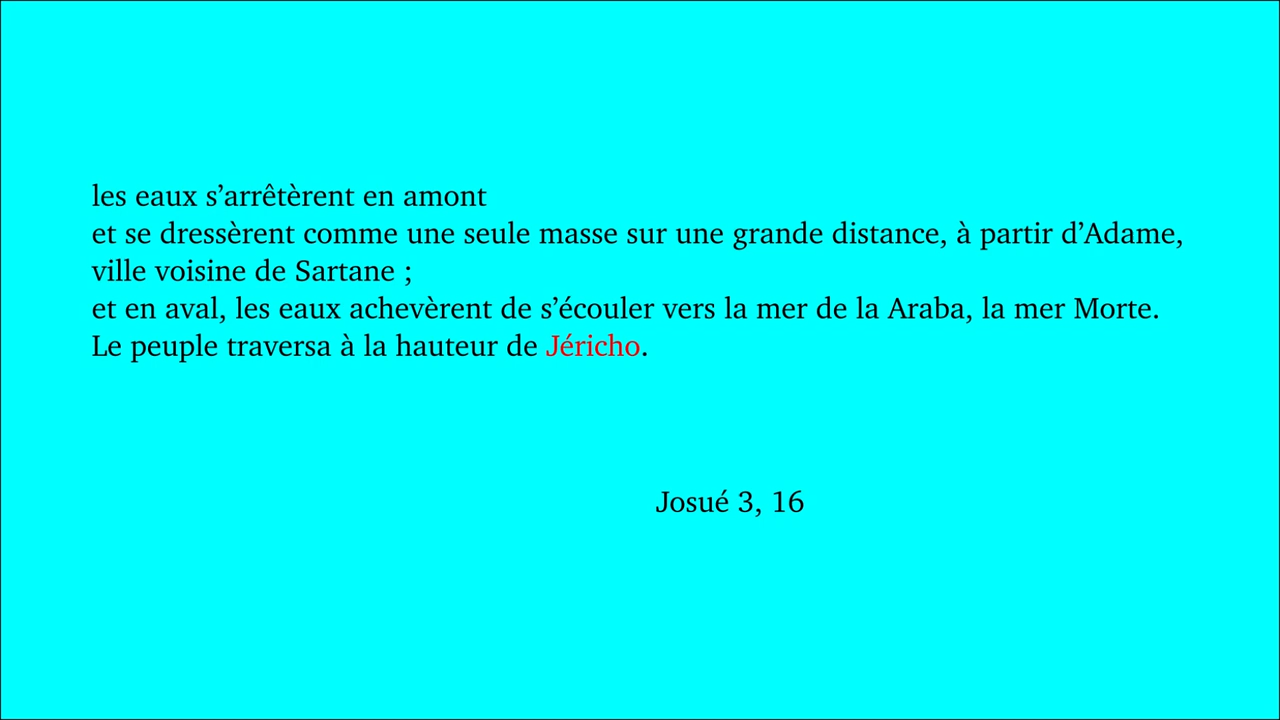 les eaux s’arrêtèrent en amont
et se dressèrent comme une seule masse sur une grande distance, à partir d’Adame,
ville voisine de Sartane ;
et en aval, les eaux achevèrent de s’écouler vers la mer de la Araba, la mer Morte.
Le peuple traversa à la hauteur de Jéricho.
Josué 3, 16